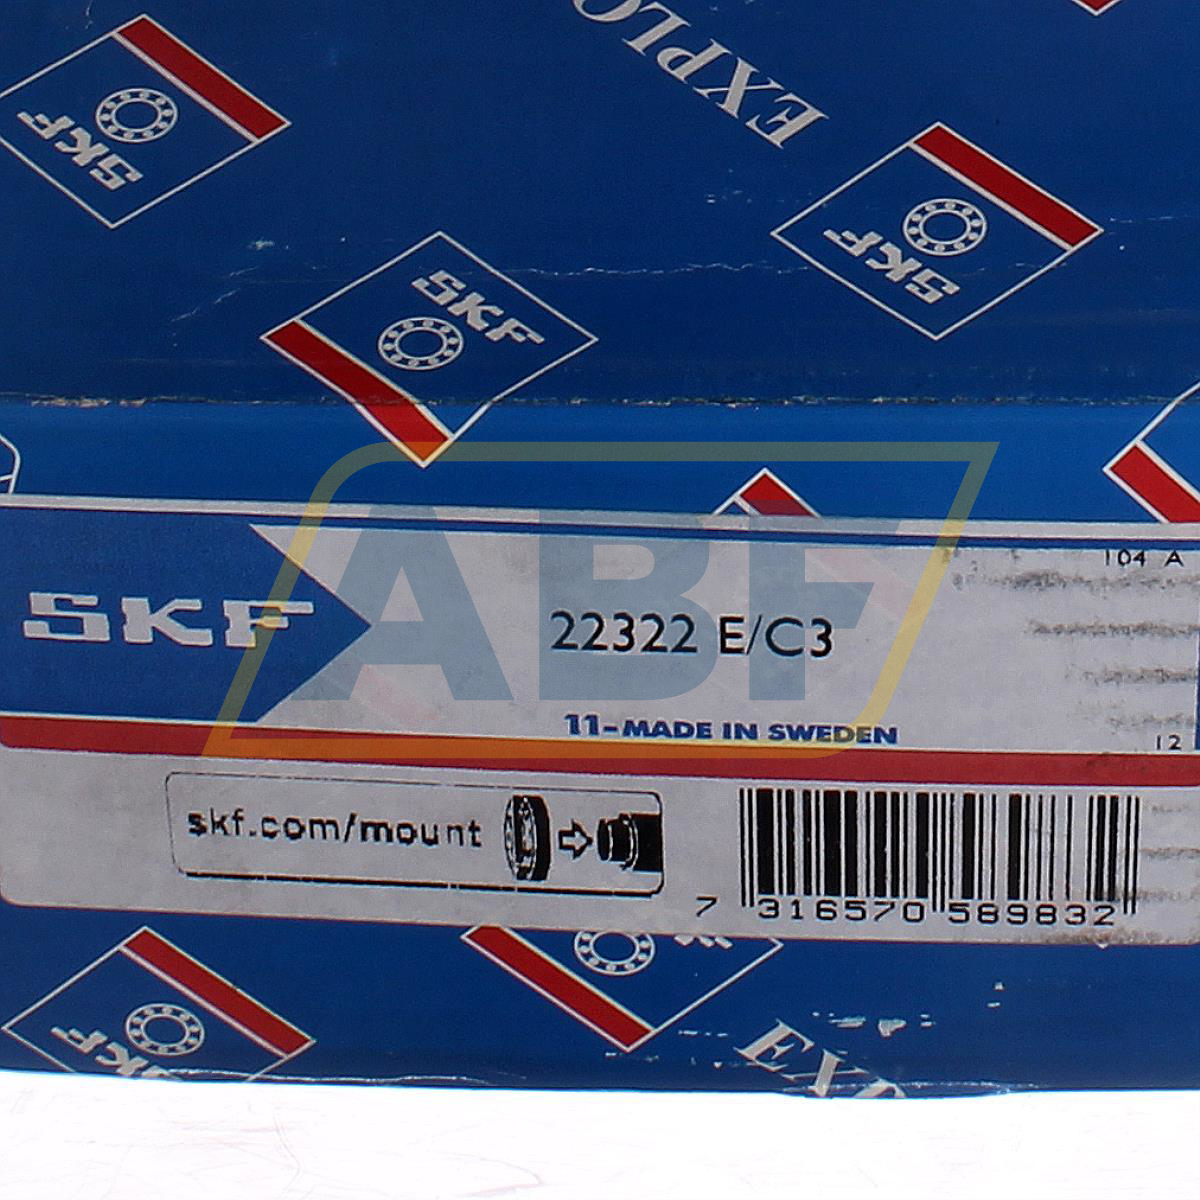 EXPLO
SKF
SKF
SKF
104 A
SKF
22322 E/C3
ABF
11-MADE IN SWEDEN
12
skf.com/mount
7 316570 589832
SKF
EXP